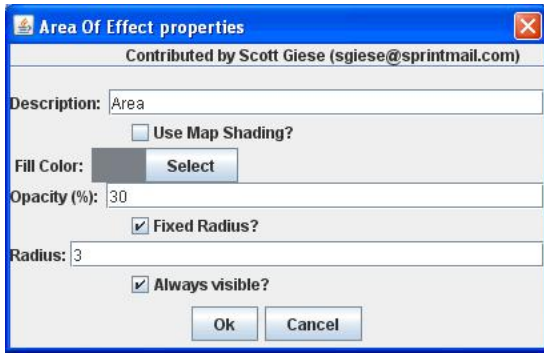 Area Of Effect properties
Contributed by Scott Giese (sgiese@sprintmail.com)
Description: Area
Use Map Shading?
Fill Color: Select
Opacity (%): 30
Fixed Radius?
Radius: 3
Always visible?
Ok Cancel